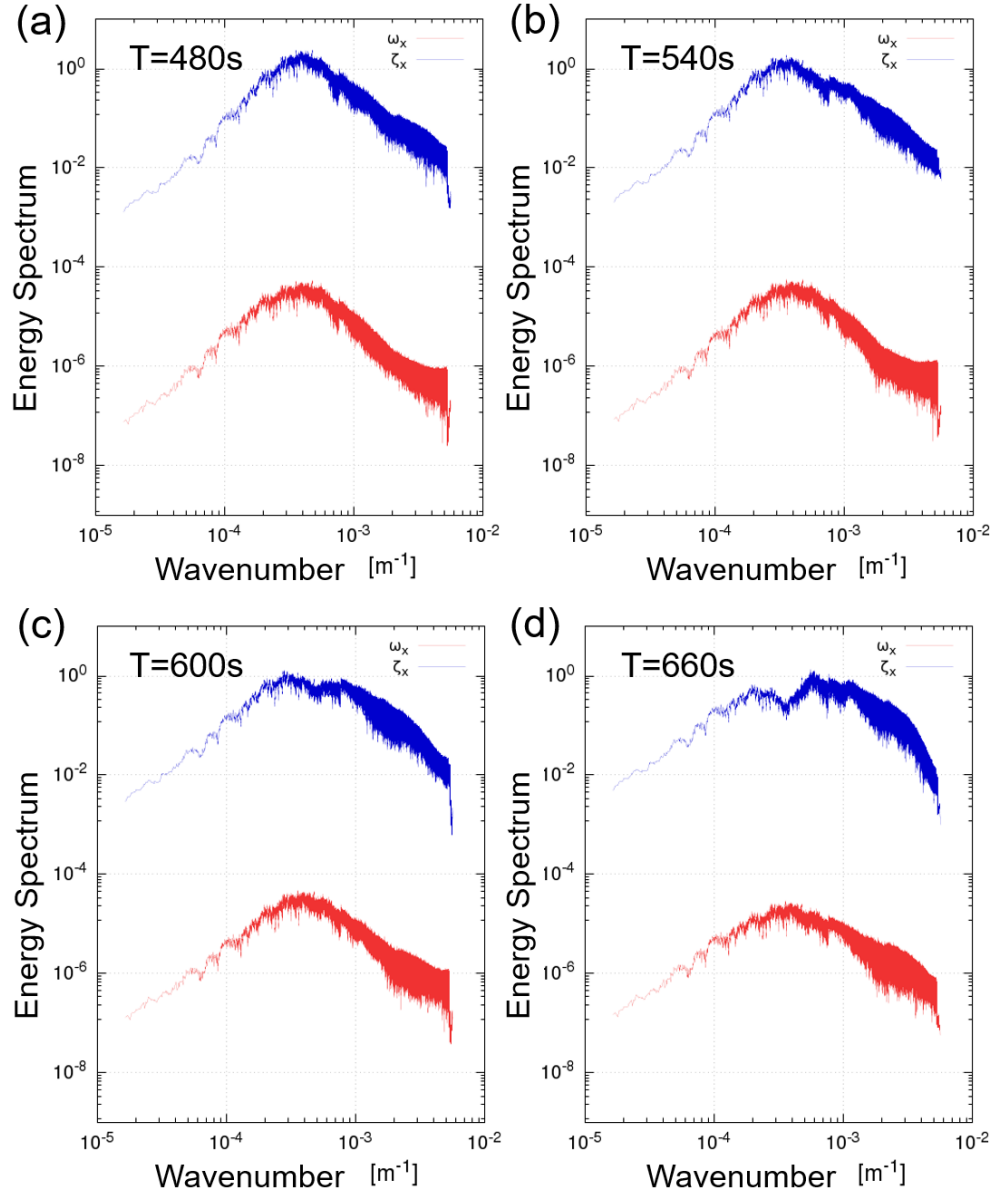 (a)
T=480s
ωx
ζx
Energy Spectrum
10^0
10^-2
10^-4
10^-6
10^-8
10^-5
10^-4
10^-3
10^-2
Wavenumber [m^-1]
(b)
T=540s
ωx
ζx
Energy Spectrum
10^0
10^-2
10^-4
10^-6
10^-8
10^-5
10^-4
10^-3
10^-2
Wavenumber [m^-1]
(c)
T=600s
ωx
ζx
Energy Spectrum
10^0
10^-2
10^-4
10^-6
10^-8
10^-5
10^-4
10^-3
10^-2
Wavenumber [m^-1]
(d)
T=660s
ωx
ζx
Energy Spectrum
10^0
10^-2
10^-4
10^-6
10^-8
10^-5
10^-4
10^-3
10^-2
Wavenumber [m^-1]